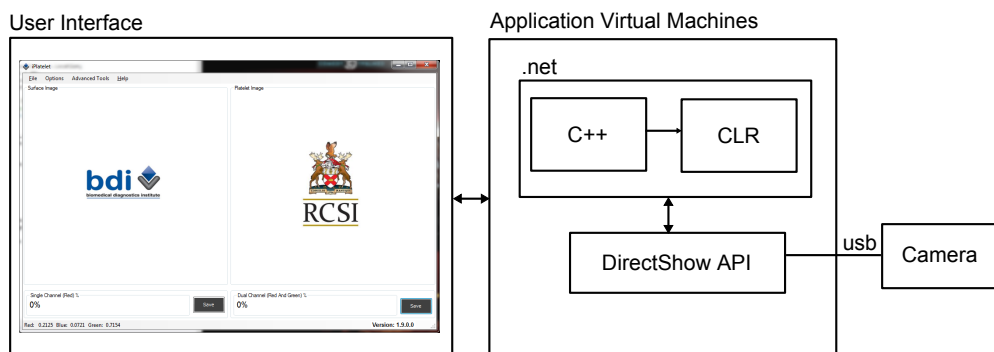 User Interface
Application Virtual Machines
iPlatelet
File Options Advanced Tools Help
Surface Image
Platelet Image
bdi
biomedical diagnostics institute
RCSI
Single Channel (Red) %
0%
Save
Dual Channel (Red And Green) %
0%
Save
Red: 0.2125 Blue: 0.0721 Green: 0.7154
Version: 1.9.0.0
.net
C++
CLR
DirectShow API
usb
Camera